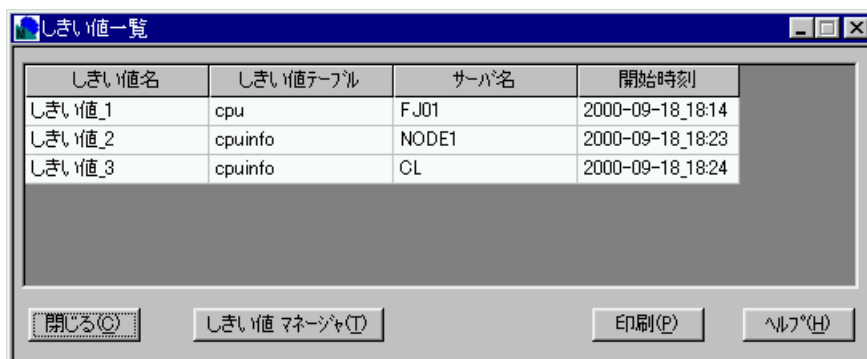 しきい値一覧
しきい値名 しきい値テーブル サーバ名 開始時刻
しきい値_1 cpu FJ01 2000-09-18_18:14
しきい値_2 cpuinfo NODE1 2000-09-18_18:23
しきい値_3 cpuinfo CL 2000-09-18_18:24
閉じる(C) しきい値 マネージャ(T) 印刷(P) ヘルプ(H)